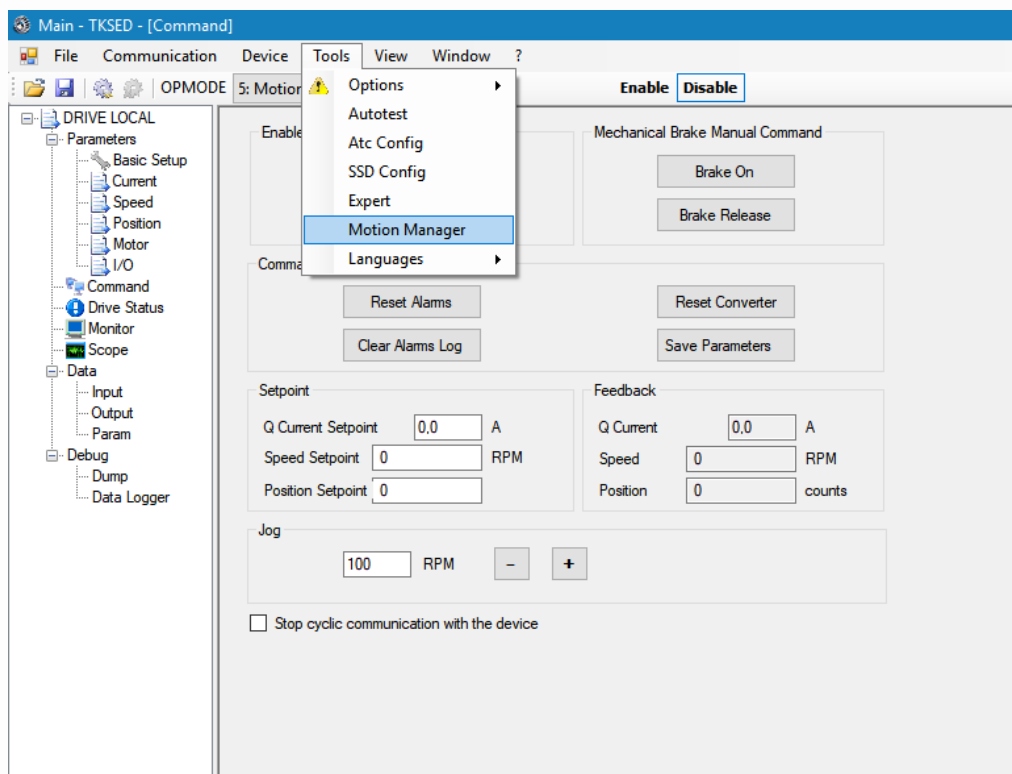 Main - TKSED - [Command]
File Communication Device Tools View Window ?
OPMODE 5: Motion Enable Disable
Options
Autotest
Atc Config
SSD Config
Expert
Motion Manager
Languages
DRIVE LOCAL
Parameters
Basic Setup
Current
Speed
Position
Motor
I/O
Command
Drive Status
Monitor
Scope
Data
Input
Output
Param
Debug
Dump
Data Logger
Enable
Mechanical Brake Manual Command
Brake On
Brake Release
Comma
Reset Alarms Reset Converter
Clear Alarms Log Save Parameters
Setpoint
Q Current Setpoint 0,0 A
Speed Setpoint 0 RPM
Position Setpoint 0
Feedback
Q Current 0,0 A
Speed 0 RPM
Position 0 counts
Jog
100 RPM - +
Stop cyclic communication with the device